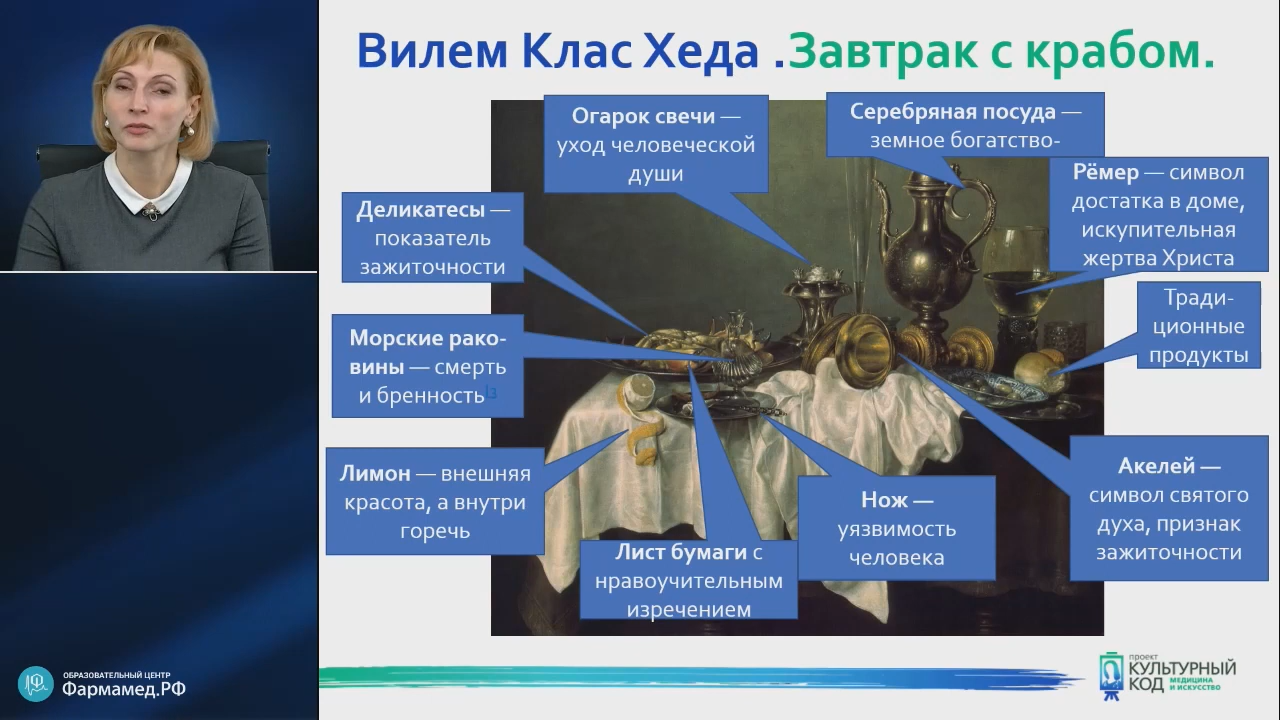 Вилем Клас Хеда .Завтрак с крабом.
Огарок свечи —
уход человеческой
души
Серебряная посуда —
земное богатство-
Рёмер — символ
достатка в доме,
искупительная
жертва Христа
Деликатесы —
показатель
зажиточности
Тради-
ционные
продукты
Морские рако-
вины — смерть
и бренность[3
Лимон — внешняя
красота, а внутри
горечь
Акелей —
символ святого
духа, признак
зажиточности
Нож —
уязвимость
человека
Лист бумаги с
нравоучительным
изречением
ОБРАЗОВАТЕЛЬНЫЙ ЦЕНТР
Фармамед.РФ
проект
КУЛЬТУРНЫЙ
КОД
МЕДИЦИНА
И ИСКУССТВО